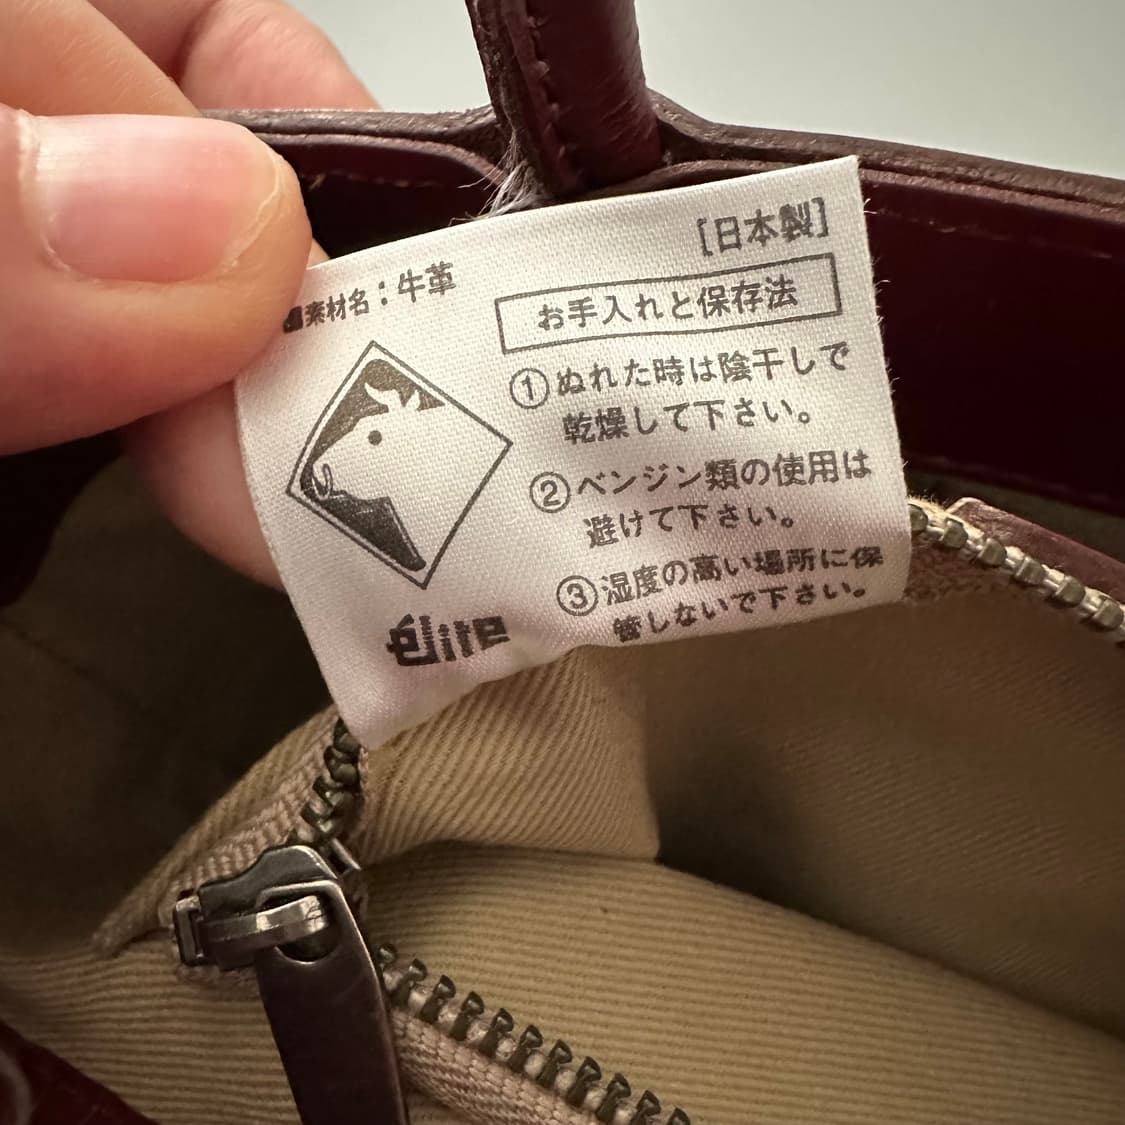 [日本製]
■素材名：牛革
お手入れと保存法
①ぬれた時は陰干しで
乾燥して下さい。
②ベンジン類の使用は
避けて下さい。
③湿度の高い場所に保
管しないで下さい。
élite